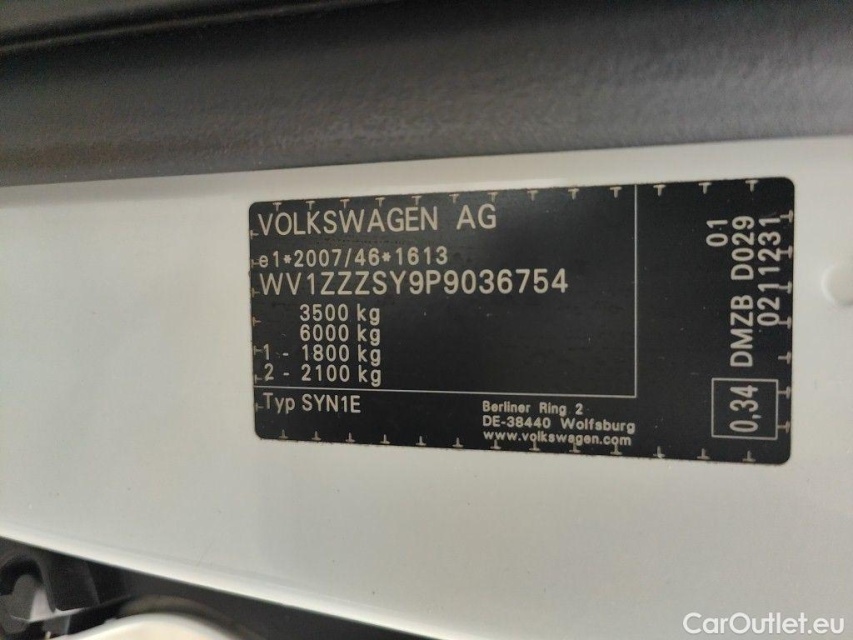 VOLKSWAGEN AG
e1*2007/46*1613
WV1ZZZSY9P9036754
3500 kg
6000 kg
1 - 1800 kg
2 - 2100 kg
Typ SYN1E
Berliner Ring 2
DE-38440 Wolfsburg
www.volkswagen.com
01
DMZB D029
0211231
0,34
CarOutlet.eu